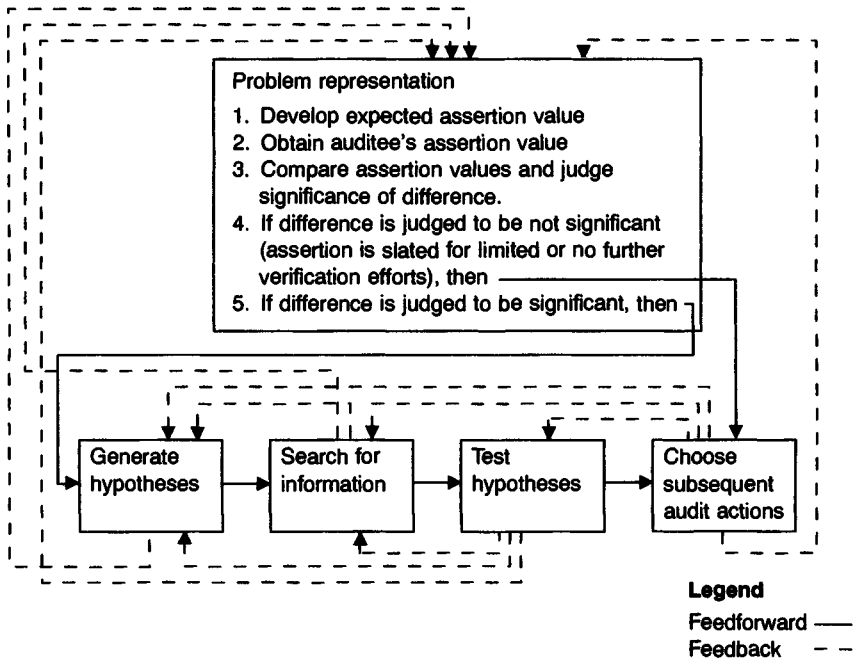 Problem representation
1. Develop expected assertion value
2. Obtain auditee's assertion value
3. Compare assertion values and judge
significance of difference.
4. If difference is judged to be not significant
(assertion is slated for limited or no further
verification efforts), then
5. If difference is judged to be significant, then
Generate
hypotheses
Search for
information
Test
hypotheses
Choose
subsequent
audit actions
Legend
Feedforward
Feedback